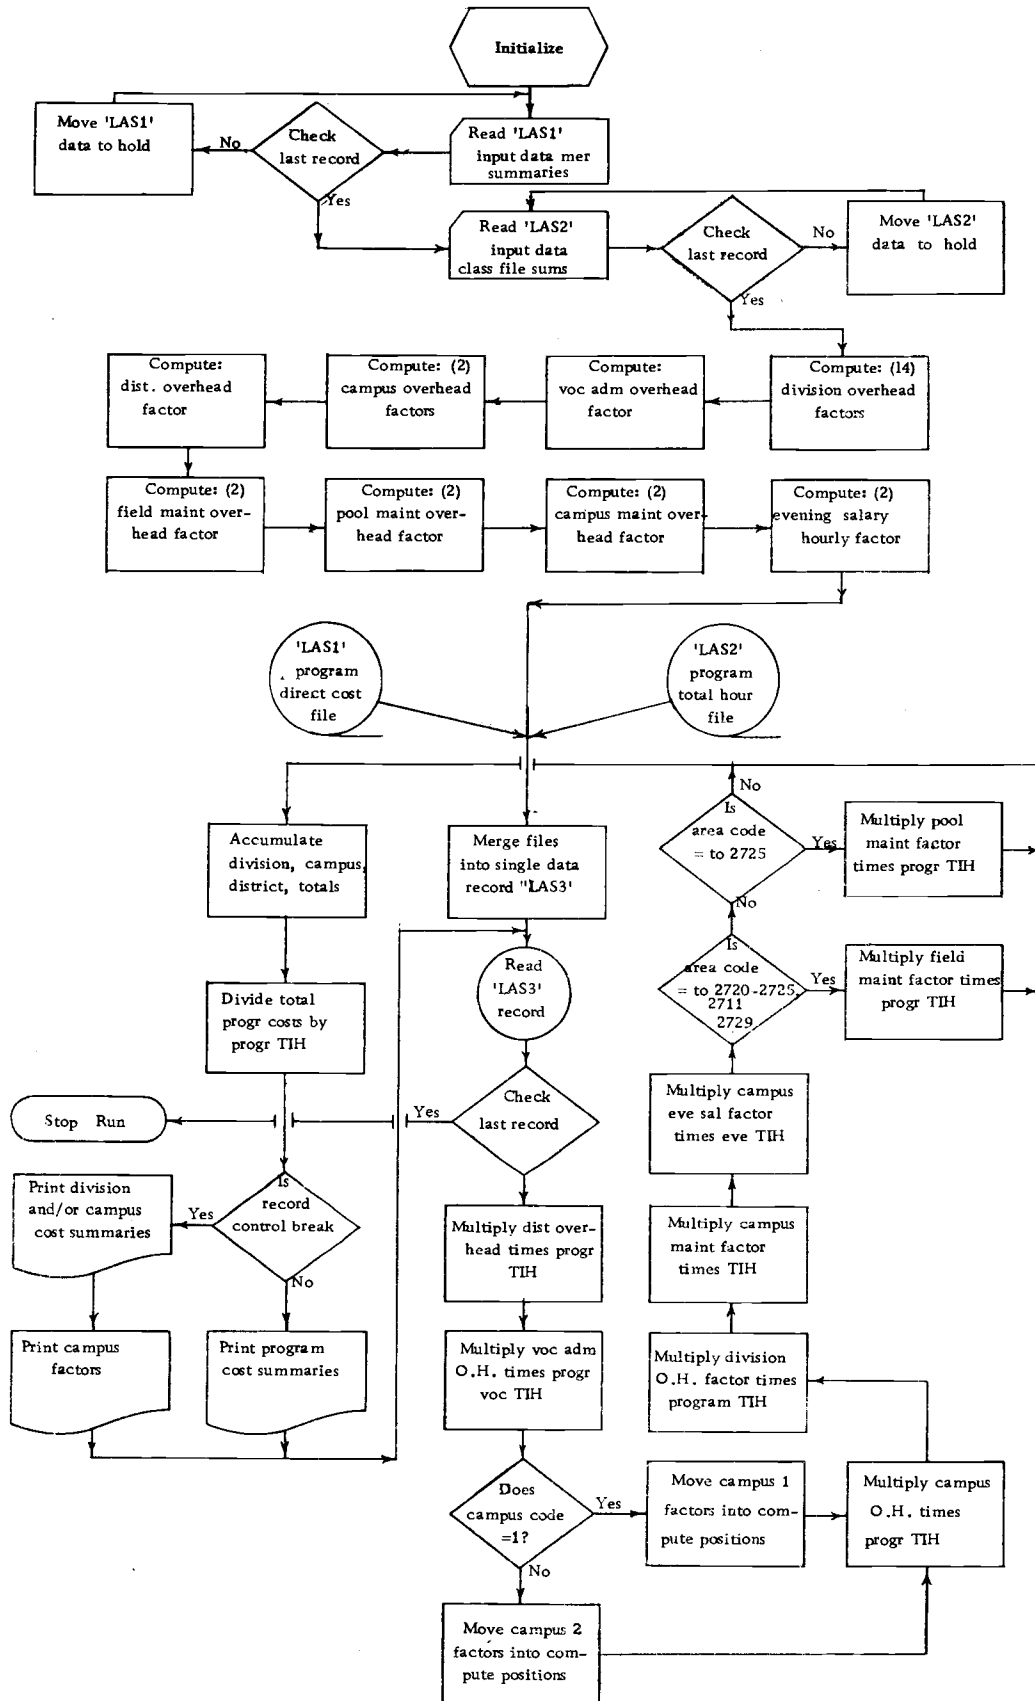 Initialize
Move 'LAS1'
data to hold
No
Check
last record
Read 'LAS1'
input data mer
summaries
Yes
Read 'LAS2'
input data
class file sums
Check
last record
No
Move 'LAS2'
data to hold
Yes
Compute:
dist. overhead
factor
Compute: (2)
campus overhead
factors
Compute:
voc adm overhead
factor
Compute: (14)
division overhead
factors
Compute: (2)
field maint over-
head factor
Compute: (2)
pool maint over-
head factor
Compute: (2)
campus maint over-
head factor
Compute: (2)
evening salary
hourly factor
'LAS1'
program
direct cost
file
'LAS2'
program
total hour
file
Accumulate
division, campus,
district, totals
Merge files
into single data
record "LAS3'
No
Is
area code
= to 2725
Yes
Multiply pool
maint factor
times progr TIH
No
Divide total
progr costs by
progr TIH
Read
'LAS3'
record
Is
area code
= to 2720-2725,
2711
2729
Yes
Multiply field
maint factor times
progr TIH
Stop Run
Yes
Check
last record
Multiply campus
eve sal factor
times eve TIH
Print division
and/or campus
cost summaries
Yes
Is
record
control break
No
Multiply dist over-
head times progr
TIH
Multiply campus
maint factor
times TIH
Print campus
factors
Print program
cost summaries
Multiply voc adm
O.H. times progr
voc TIH
Multiply division
O.H. factor times
program TIH
Does
campus code
=1?
Yes
Move campus 1
factors into com-
pute positions
Multiply campus
O.H. times
progr TIH
No
Move campus 2
factors into com-
pute positions